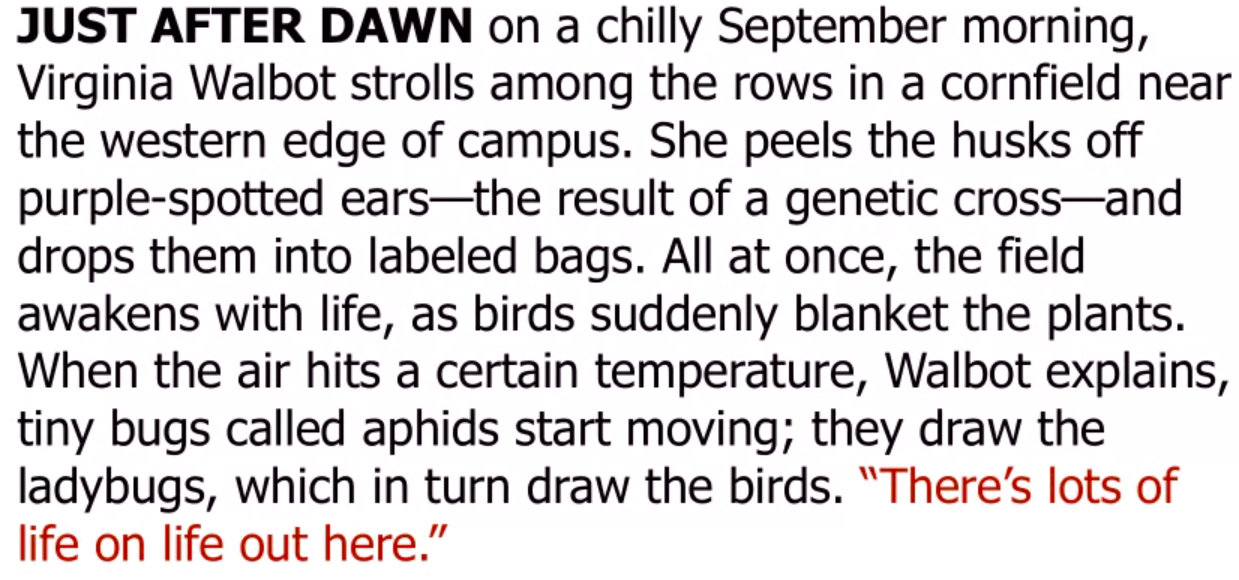 JUST AFTER DAWN on a chilly September morning,
Virginia Walbot strolls among the rows in a cornfield near
the western edge of campus. She peels the husks off
purple-spotted ears—the result of a genetic cross—and
drops them into labeled bags. All at once, the field
awakens with life, as birds suddenly blanket the plants.
When the air hits a certain temperature, Walbot explains,
tiny bugs called aphids start moving; they draw the
ladybugs, which in turn draw the birds. “There’s lots of
life on life out here.”